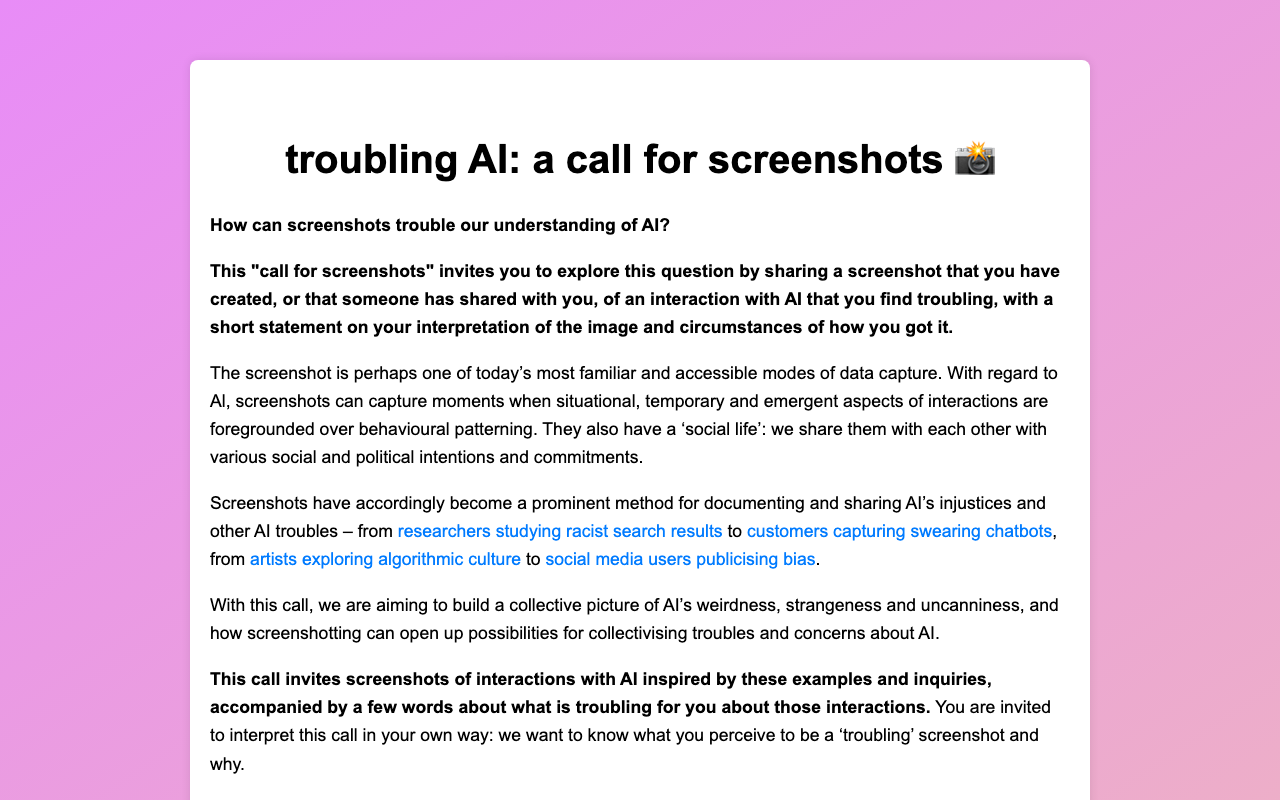 troubling AI: a call for screenshots 📸
How can screenshots trouble our understanding of AI?
This "call for screenshots" invites you to explore this question by sharing a screenshot that you have
created, or that someone has shared with you, of an interaction with AI that you find troubling, with a
short statement on your interpretation of the image and circumstances of how you got it.
The screenshot is perhaps one of today’s most familiar and accessible modes of data capture. With regard to
AI, screenshots can capture moments when situational, temporary and emergent aspects of interactions are
foregrounded over behavioural patterning. They also have a ‘social life’: we share them with each other with
various social and political intentions and commitments.
Screenshots have accordingly become a prominent method for documenting and sharing AI’s injustices and
other AI troubles – from researchers studying racist search results to customers capturing swearing chatbots,
from artists exploring algorithmic culture to social media users publicising bias.
With this call, we are aiming to build a collective picture of AI’s weirdness, strangeness and uncanniness, and
how screenshotting can open up possibilities for collectivising troubles and concerns about AI.
This call invites screenshots of interactions with AI inspired by these examples and inquiries,
accompanied by a few words about what is troubling for you about those interactions. You are invited
to interpret this call in your own way: we want to know what you perceive to be a ‘troubling’ screenshot and
why.